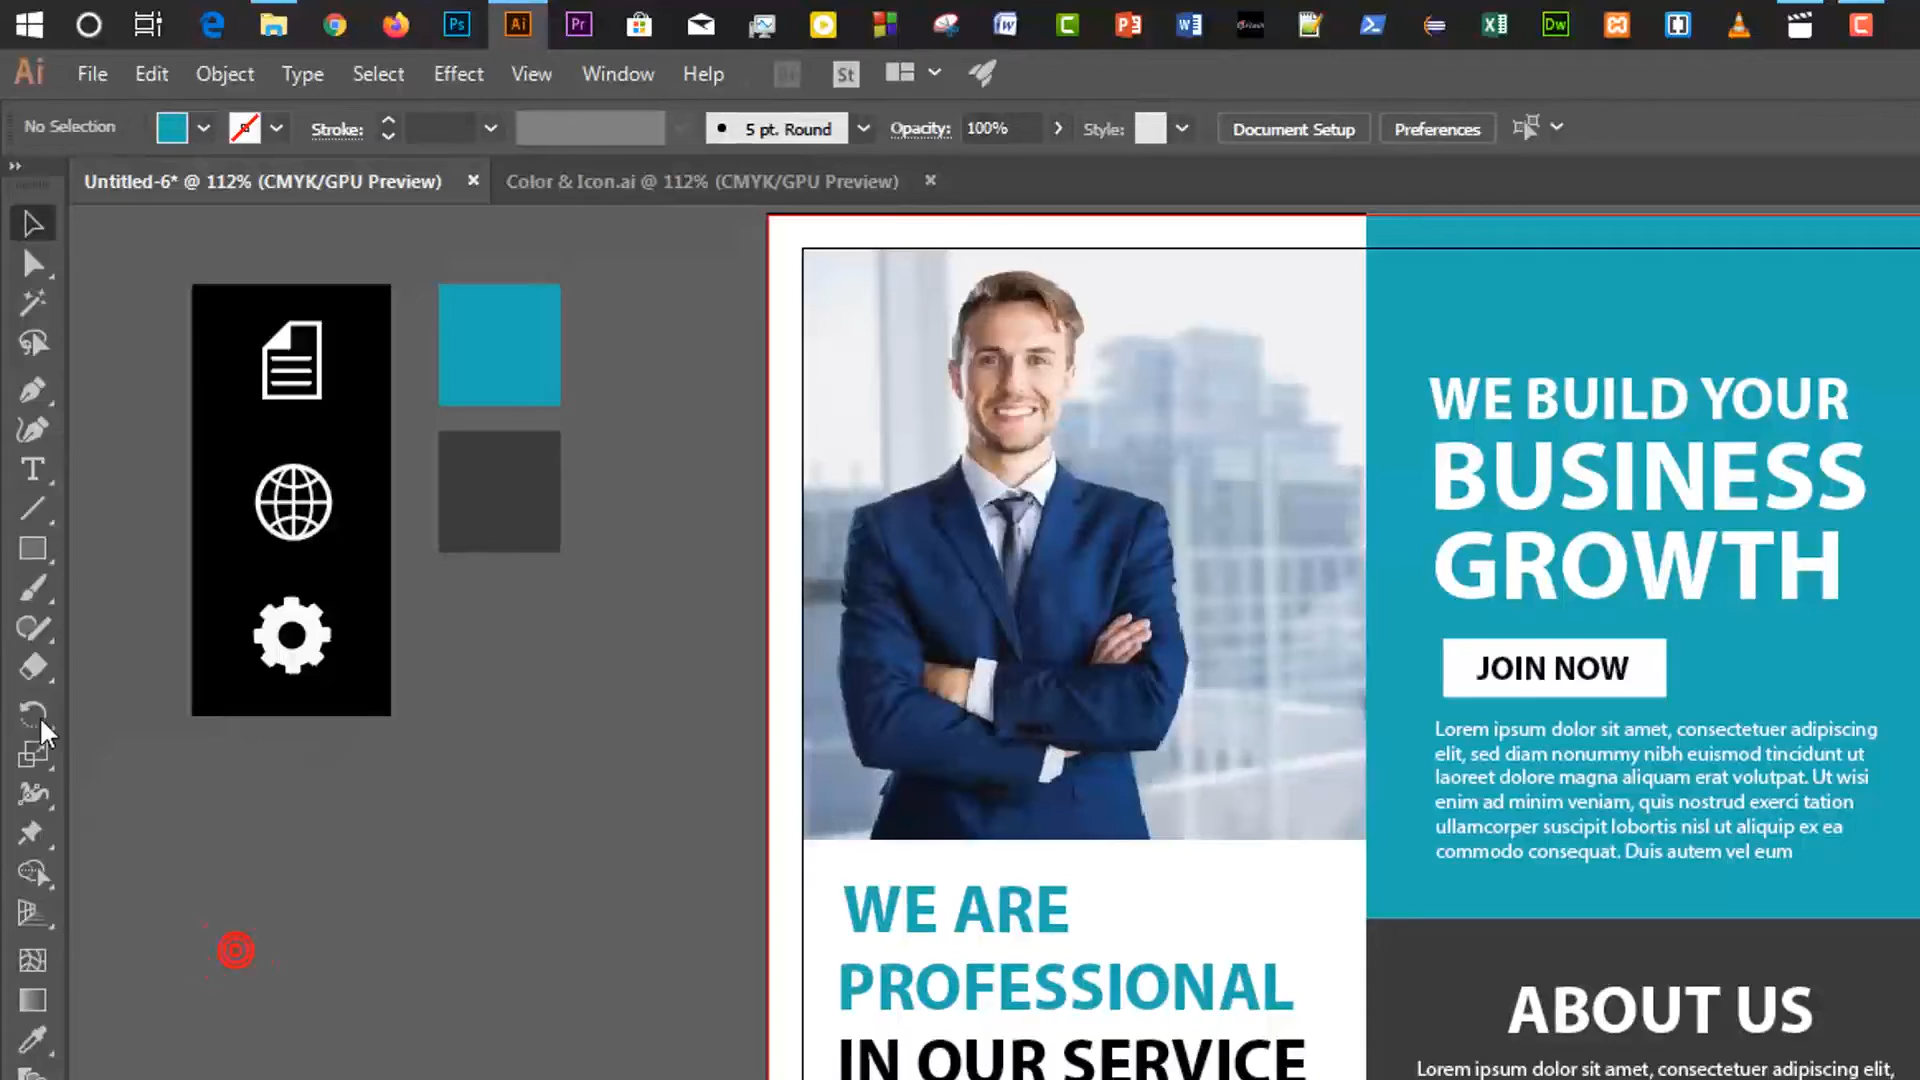 Ps
Ai
Pr
Ai
File
Edit
Object
Type
Select
Effect
View
Window
Help
St
No Selection
Stroke:
5 pt. Round
Opacity:
100%
Style:
Document Setup
Preferences
Untitled-6* @ 112% (CMYK/GPU Preview)
Color & Icon.ai @ 112% (CMYK/GPU Preview)
WE BUILD YOUR
BUSINESS
GROWTH
JOIN NOW
Lorem ipsum dolor sit amet, consectetuer adipiscing
elit, sed diam nonummy nibh euismod tincidunt ut
laoreet dolore magna aliquam erat volutpat. Ut wisi
enim ad minim veniam, quis nostrud exerci tation
ullamcorper suscipit lobortis nisl ut aliquip ex ea
commodo consequat. Duis autem vel eum
WE ARE
PROFESSIONAL
IN OUR SERVICE
ABOUT US
Lorem ipsum dolor sit amet, consectetuer adipiscing elit,